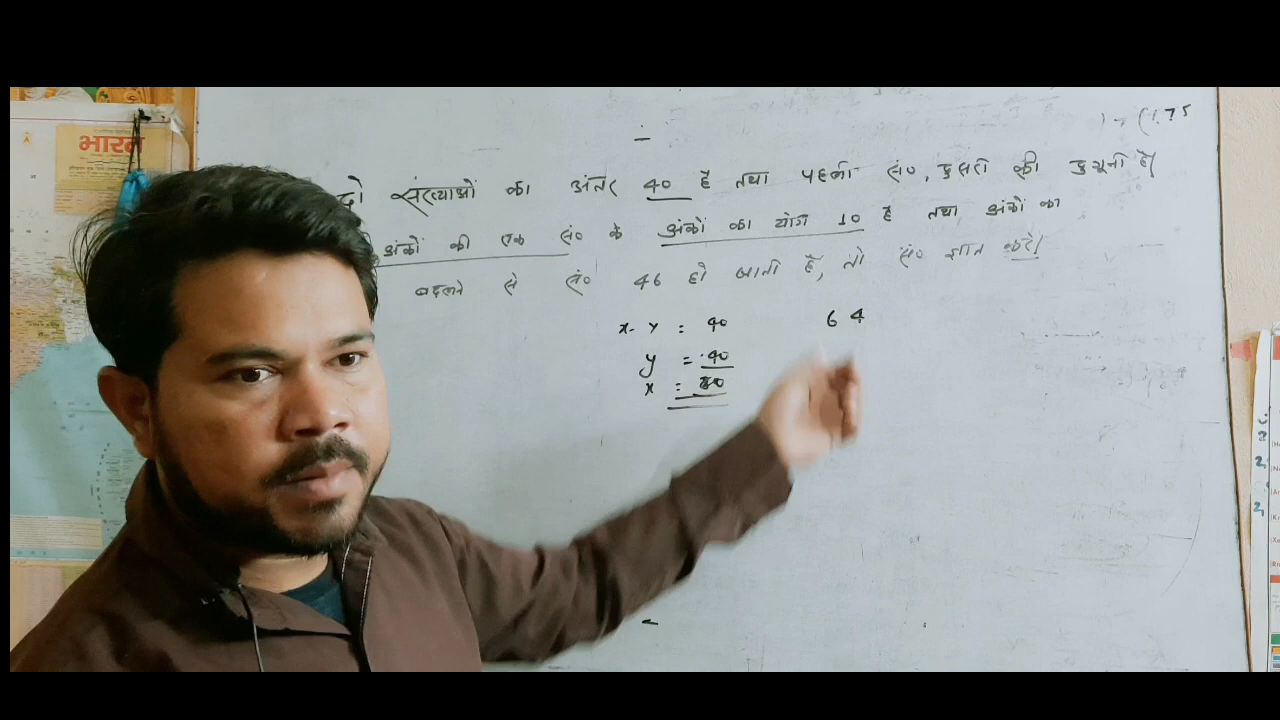 भारत
1.75
दो संख्याओं का अंतर 40 है तथा पहली सं०, दुसरी की दुगूनी है।
अंकों की एक सं० के अंकों का योग 10 है तथा अंकों का
बदलने से सं० 46 हो जाती है, तो सं० ज्ञात करें।
x - y = 40 64
y = 40
x = 80